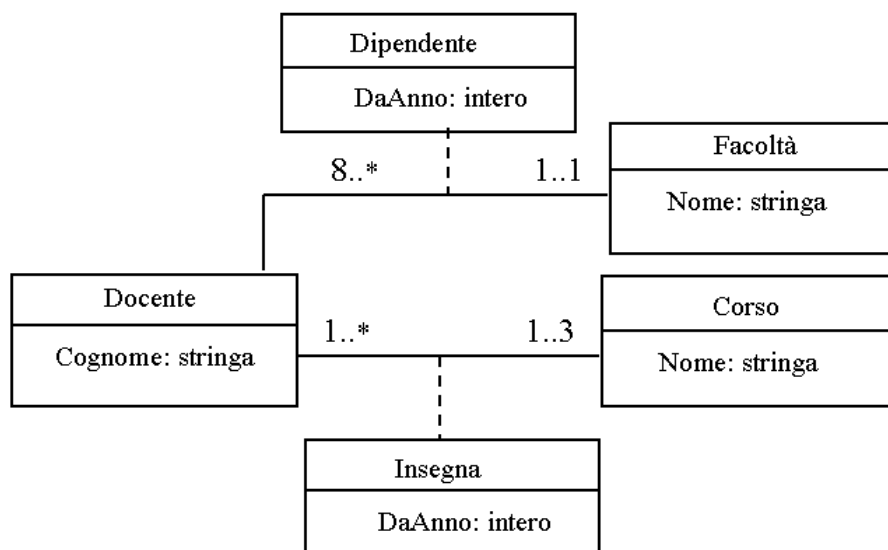 Dipendente
DaAnno: intero
8..*
1..1
Facoltà
Nome: stringa
Docente
Cognome: stringa
1..*
1..3
Corso
Nome: stringa
Insegna
DaAnno: intero